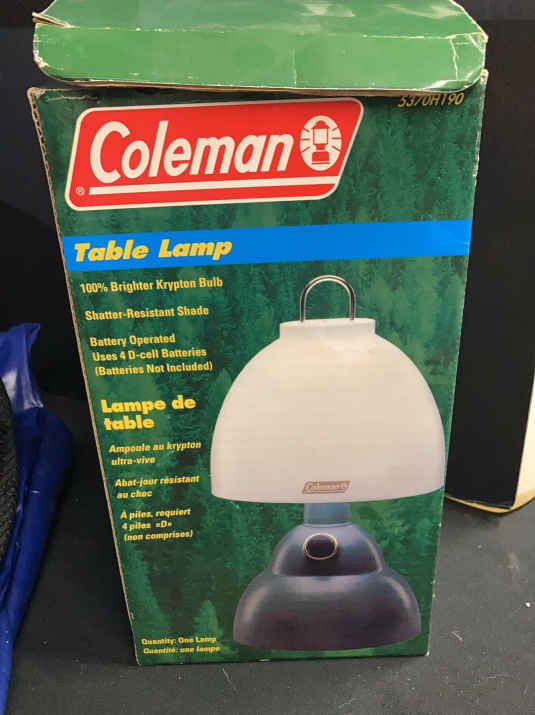 5370H190
Coleman
®
Table Lamp
100% Brighter Krypton Bulb
Shatter-Resistant Shade
Battery Operated
Uses 4 D-cell Batteries
(Batteries Not Included)
Lampe de
table
Ampoule au krypton
ultra-vive
Abat-jour résistant
au choc
À piles, requiert
4 piles «D»
(non comprises)
Coleman
Quantity: One Lamp
Quantité: une lampe